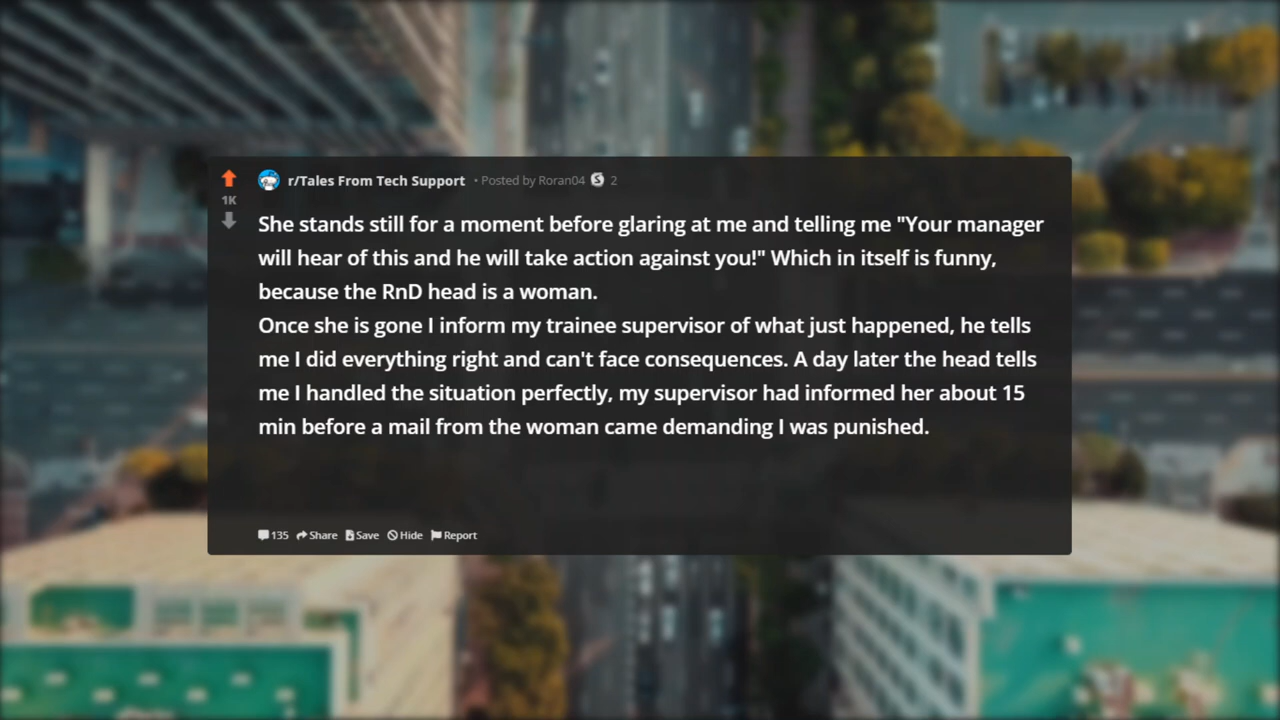 r/Tales From Tech Support • Posted by Roran04 S 2
1K
She stands still for a moment before glaring at me and telling me "Your manager
will hear of this and he will take action against you!" Which in itself is funny,
because the RnD head is a woman.
Once she is gone I inform my trainee supervisor of what just happened, he tells
me I did everything right and can't face consequences. A day later the head tells
me I handled the situation perfectly, my supervisor had informed her about 15
min before a mail from the woman came demanding I was punished.
135 Share Save Hide Report